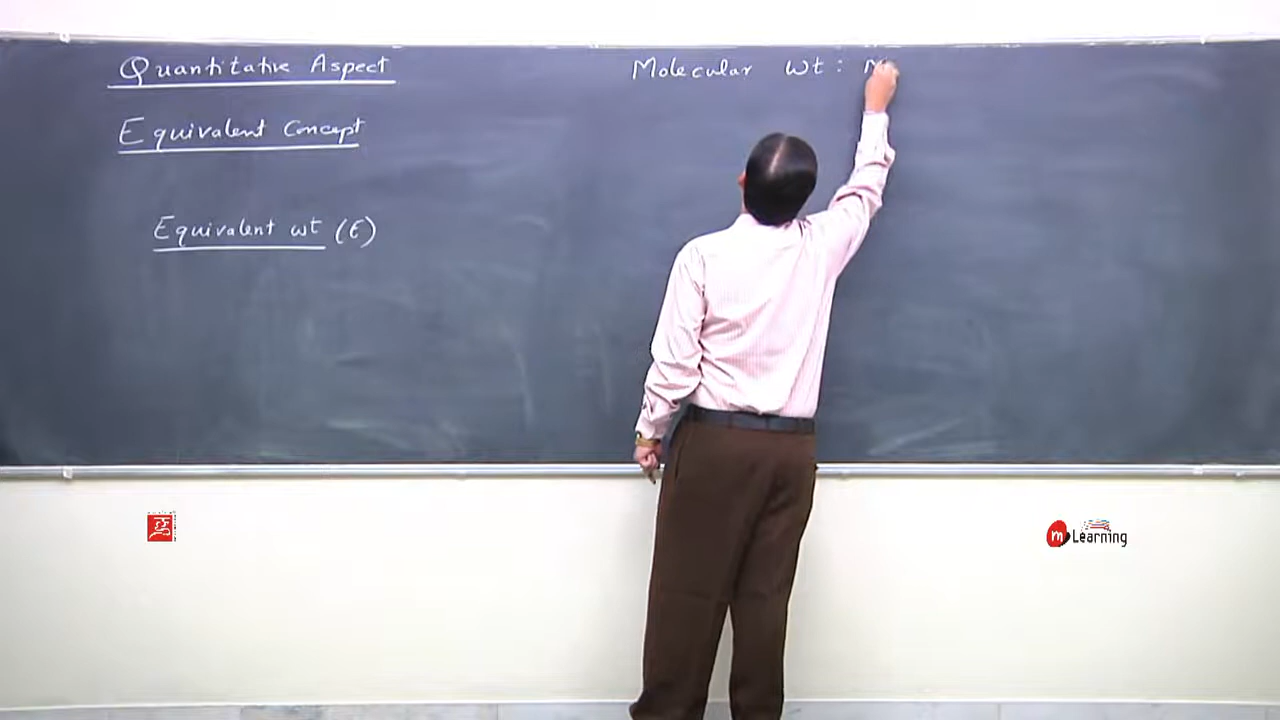 Quantitative Aspect
Molecular wt :
Equivalent Concept
Equivalent wt (E)
m Learning